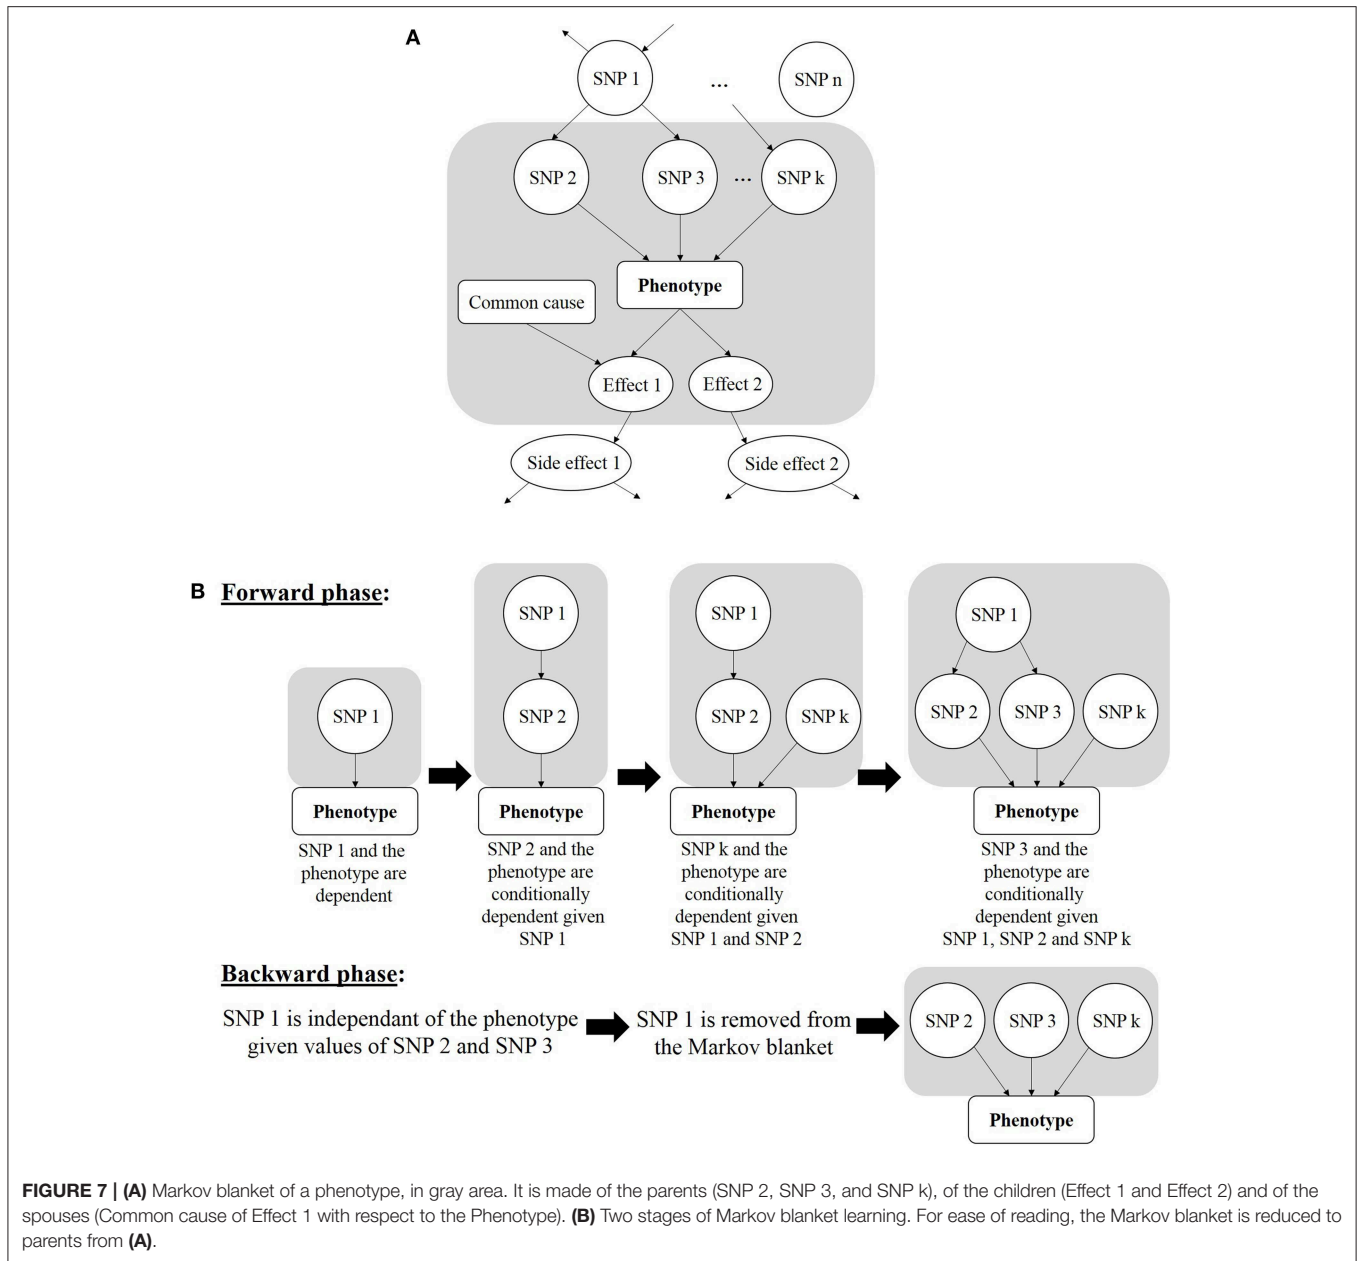 A
SNP 1
...
SNP n
SNP 2
SNP 3
...
SNP k
Phenotype
Common cause
Effect 1
Effect 2
Side effect 1
Side effect 2
B Forward phase:
SNP 1
Phenotype
SNP 1 and the
phenotype are
dependent
SNP 1
SNP 2
Phenotype
SNP 2 and the
phenotype are
conditionally
dependent given
SNP 1
SNP 1
SNP 2
SNP k
Phenotype
SNP k and the
phenotype are
conditionally
dependent given
SNP 1 and SNP 2
SNP 1
SNP 2
SNP 3
SNP k
Phenotype
SNP 3 and the
phenotype are
conditionally
dependent given
SNP 1, SNP 2 and SNP k
Backward phase:
SNP 1 is independant of the phenotype
given values of SNP 2 and SNP 3
SNP 1 is removed from
the Markov blanket
SNP 2
SNP 3
SNP k
Phenotype
FIGURE 7 | (A) Markov blanket of a phenotype, in gray area. It is made of the parents (SNP 2, SNP 3, and SNP k), of the children (Effect 1 and Effect 2) and of the
spouses (Common cause of Effect 1 with respect to the Phenotype). (B) Two stages of Markov blanket learning. For ease of reading, the Markov blanket is reduced to
parents from (A).